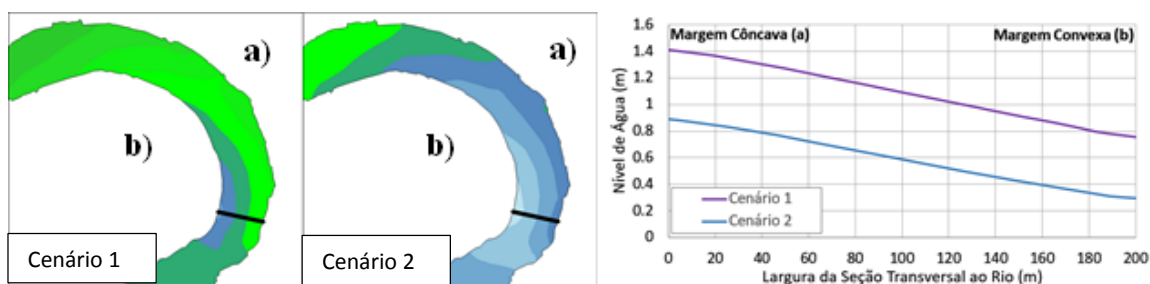 a)
b)
Cenário 1
a)
b)
Cenário 2
Margem Côncava (a)
Margem Convexa (b)
Nível de Água (m)
1.6
1.4
1.2
1
0.8
0.6
0.4
0.2
0
Cenário 1
Cenário 2
0 20 40 60 80 100 120 140 160 180 200
Largura da Seção Transversal ao Rio (m)